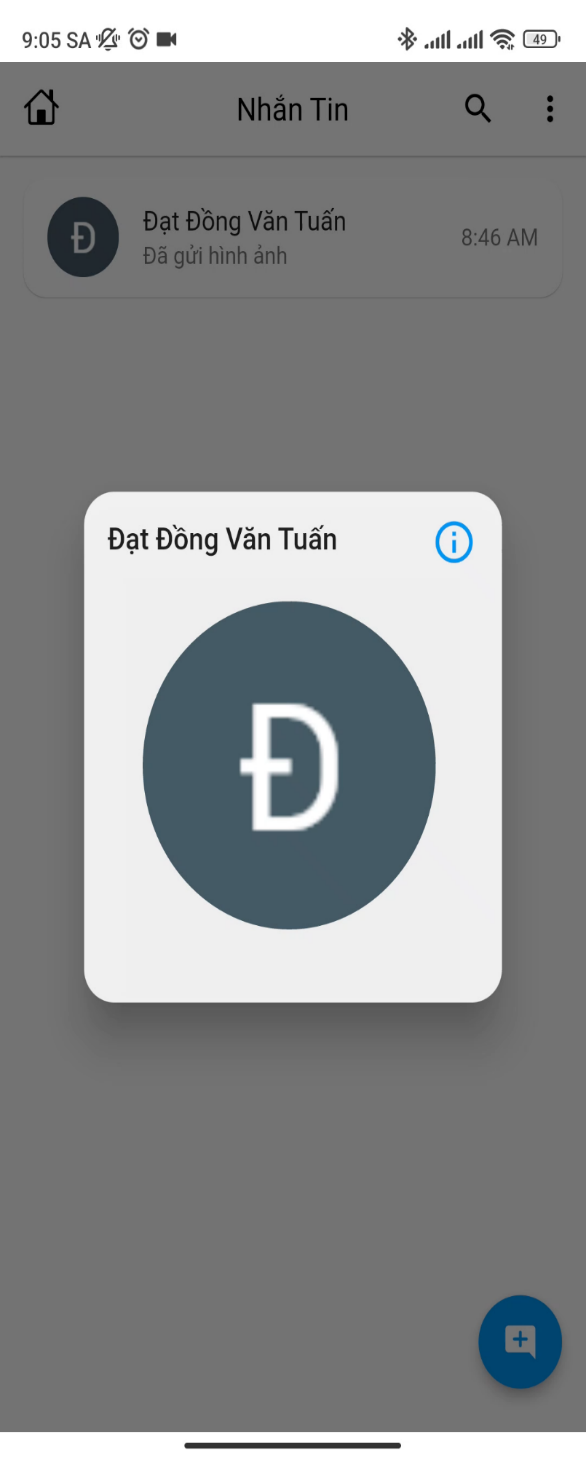 9:05 SA
49
Nhắn Tin
Đ
Đạt Đồng Văn Tuấn
Đã gửi hình ảnh
8:46 AM
Đạt Đồng Văn Tuấn
Đ